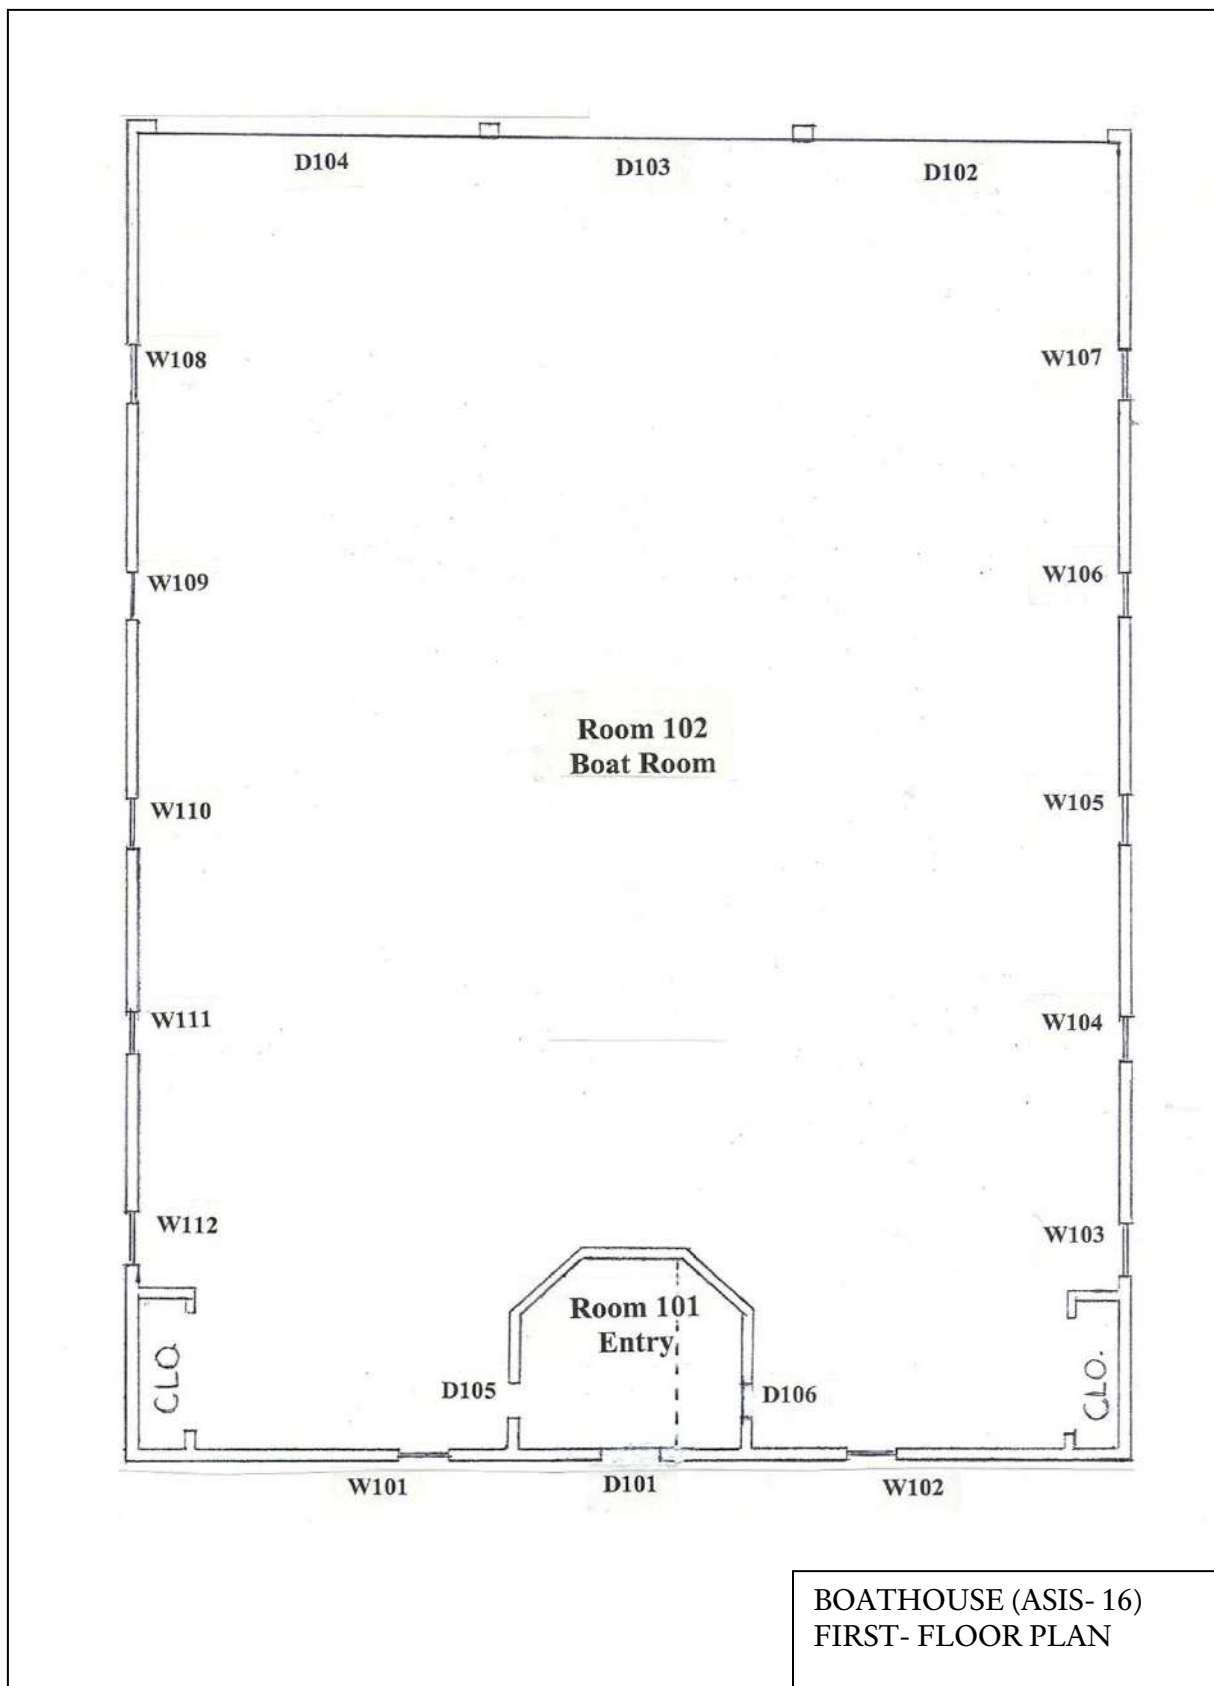 D104
D103
D102
W108
W107
W109
W106
Room 102
Boat Room
W110
W105
W111
W104
W112
W103
Room 101
Entry
CLO
CLO.
D105
D106
W101
D101
W102
BOATHOUSE (ASIS- 16)
FIRST- FLOOR PLAN